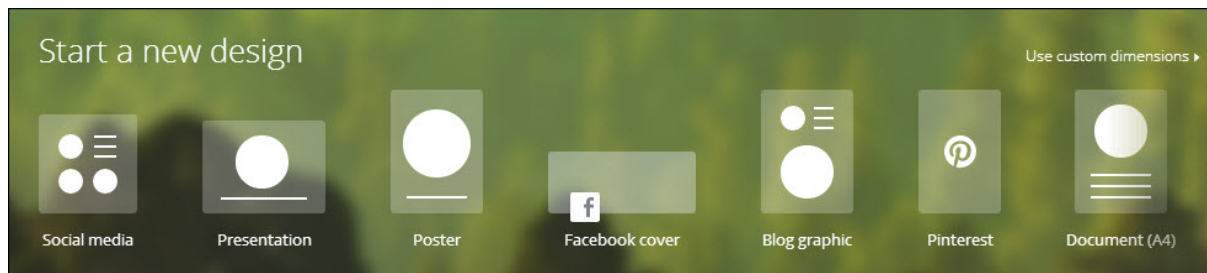 Start a new design
Use custom dimensions
Social media
Presentation
Poster
Facebook cover
Blog graphic
Pinterest
Document (A4)